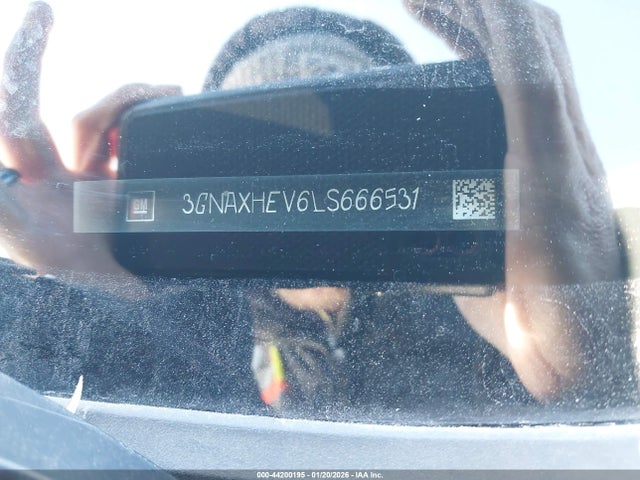 GM 3GNAXHEV6LS666531
000-44200195 - 01/20/2026 - IAA Inc.